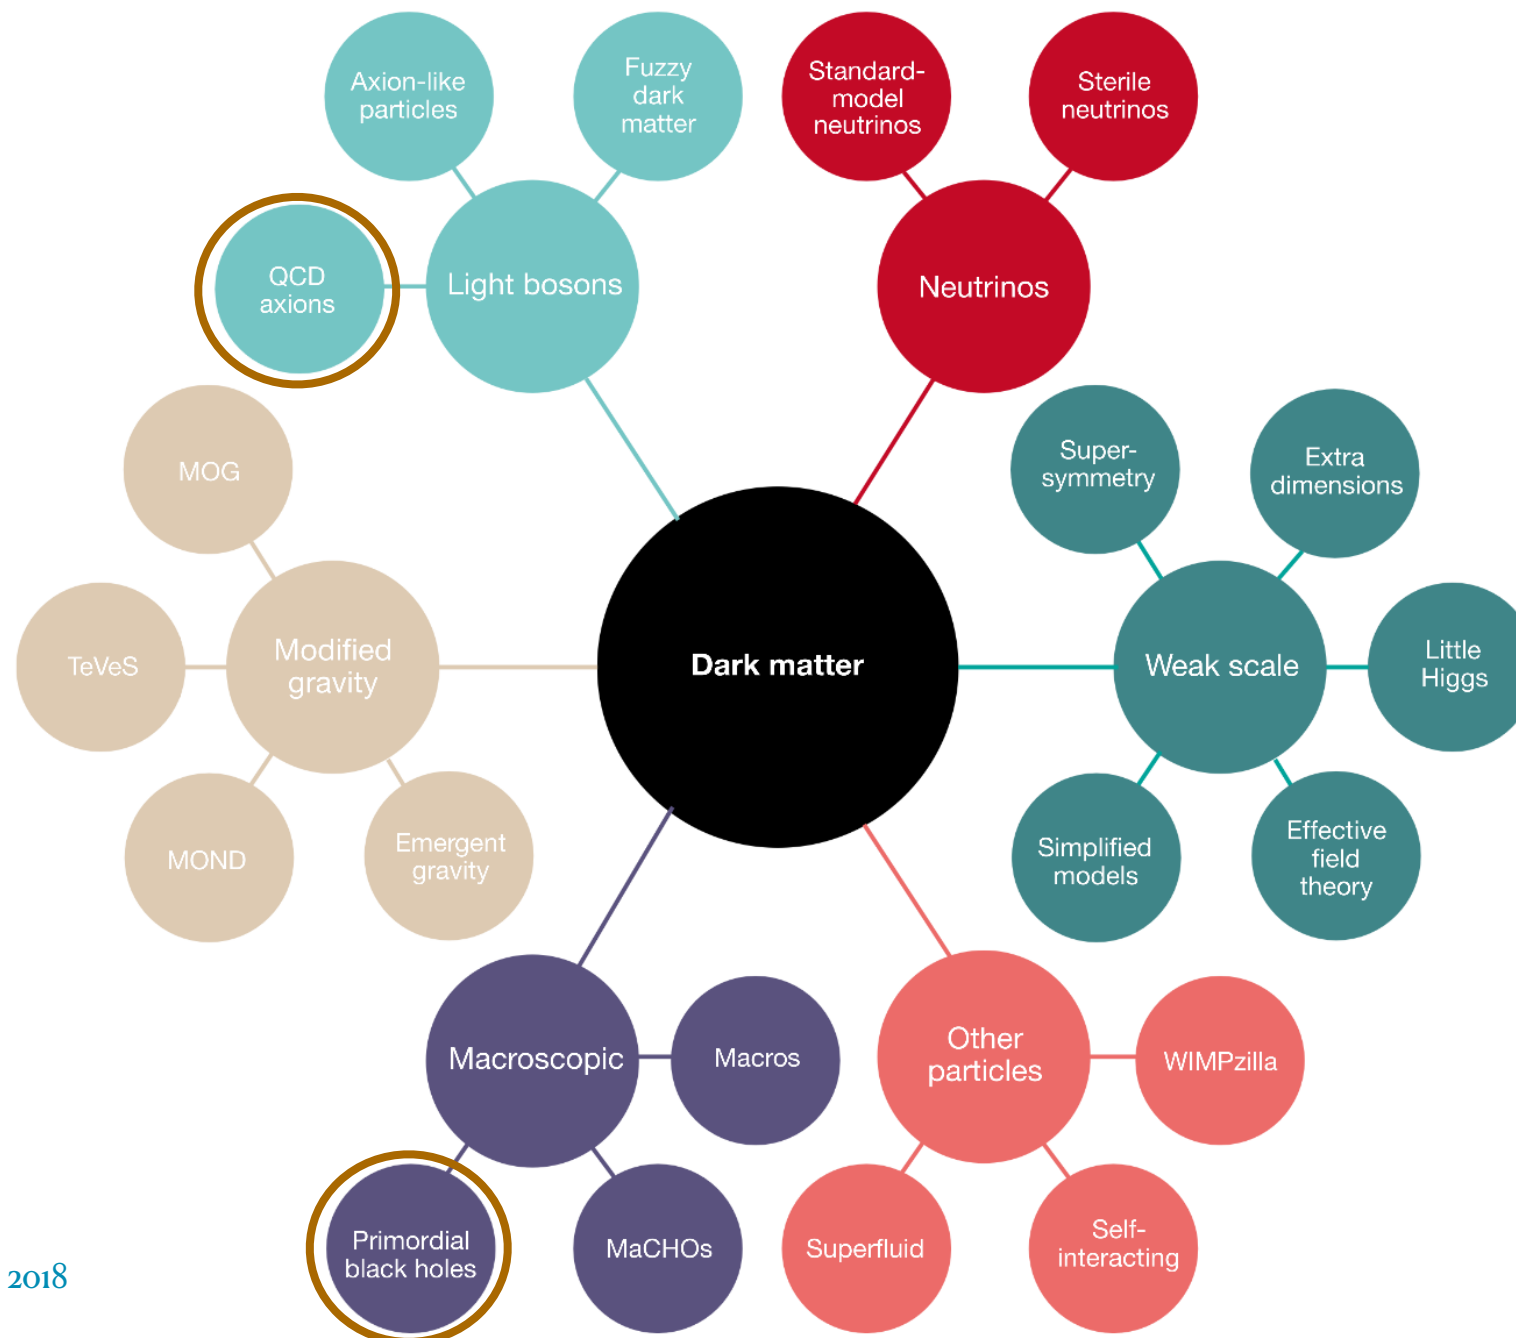 Axion-like
particles
Fuzzy
dark
matter
Standard-
model
neutrinos
Sterile
neutrinos
QCD
axions
Light bosons
Neutrinos
MOG
Super-
symmetry
Extra
dimensions
TeVeS
Modified
gravity
Dark matter
Weak scale
Little
Higgs
MOND
Emergent
gravity
Simplified
models
Effective
field
theory
Macroscopic
Macros
Other
particles
WIMPzilla
Primordial
black holes
MaCHOs
Superfluid
Self-
interacting
2018